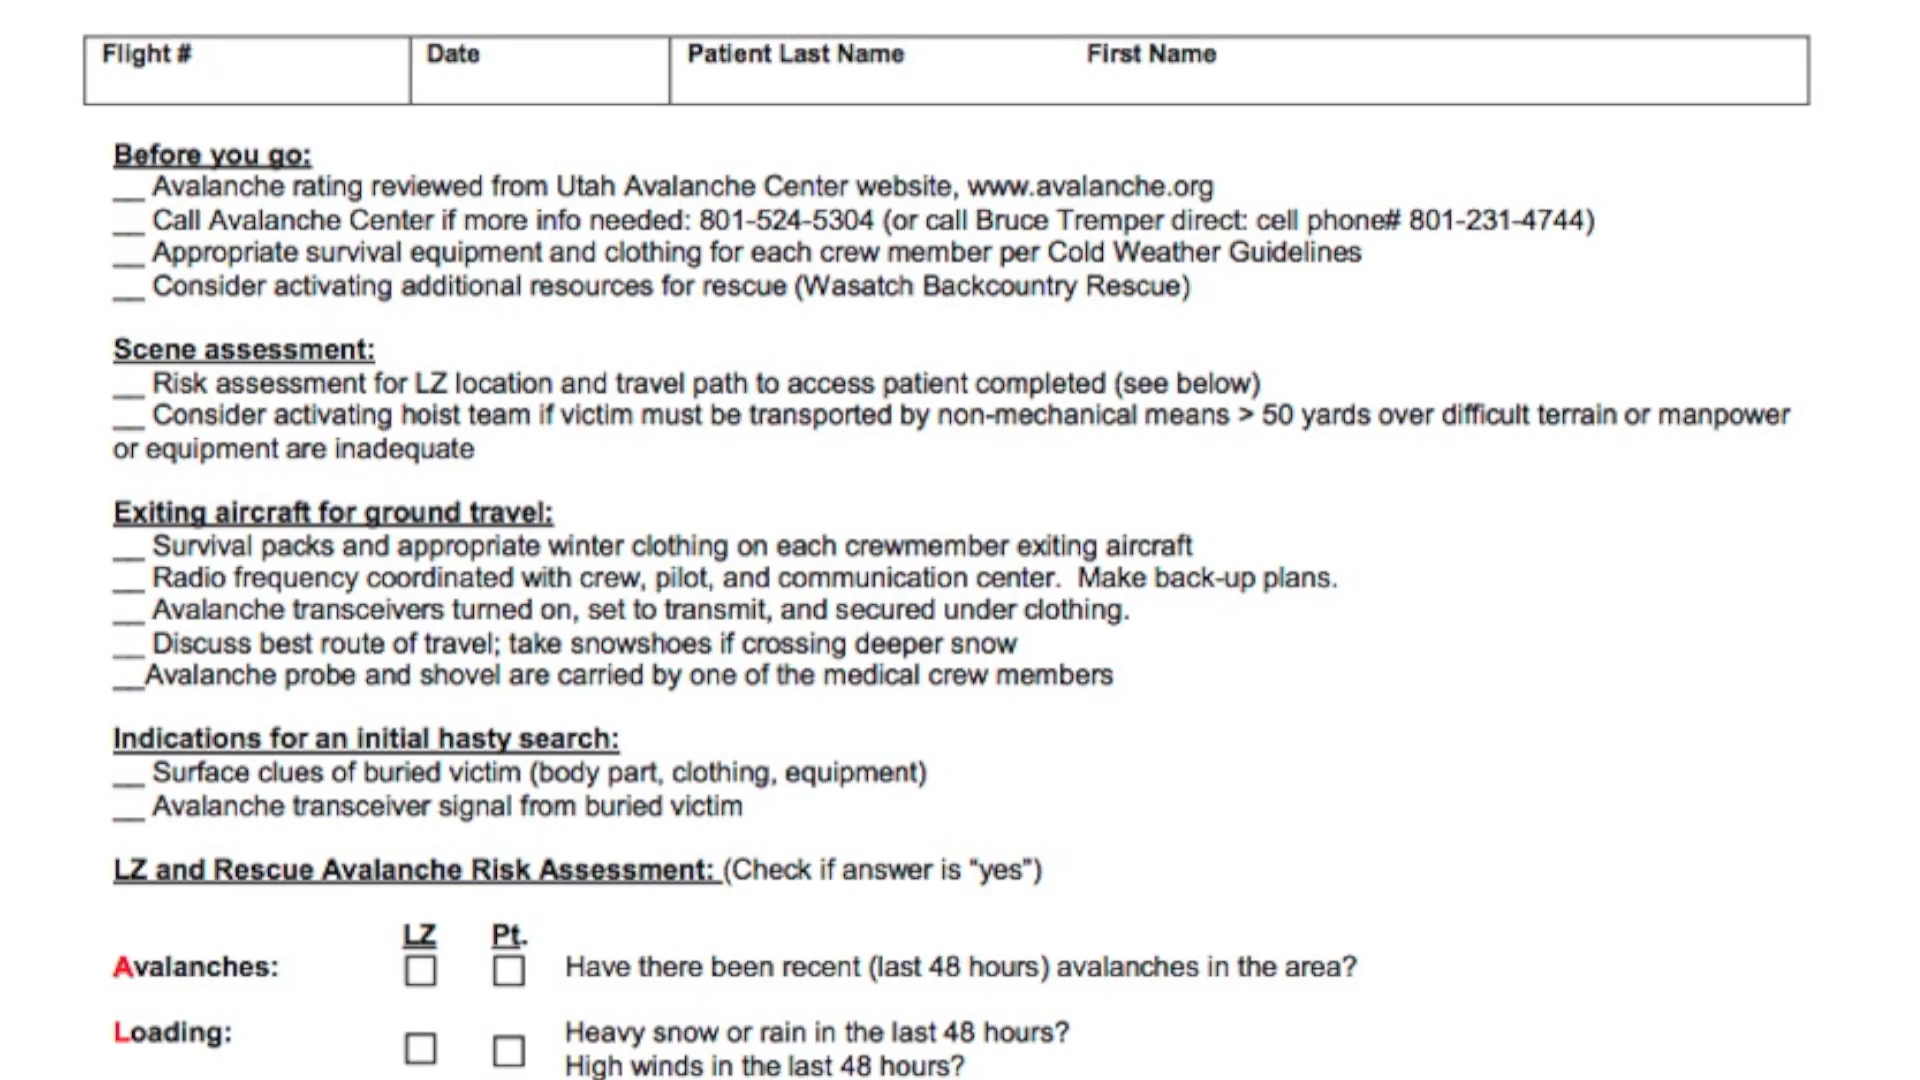 Flight # Date Patient Last Name First Name
Before you go:
__ Avalanche rating reviewed from Utah Avalanche Center website, www.avalanche.org
__ Call Avalanche Center if more info needed: 801-524-5304 (or call Bruce Tremper direct: cell phone# 801-231-4744)
__ Appropriate survival equipment and clothing for each crew member per Cold Weather Guidelines
__ Consider activating additional resources for rescue (Wasatch Backcountry Rescue)
Scene assessment:
__ Risk assessment for LZ location and travel path to access patient completed (see below)
__ Consider activating hoist team if victim must be transported by non-mechanical means > 50 yards over difficult terrain or manpower
or equipment are inadequate
Exiting aircraft for ground travel:
__ Survival packs and appropriate winter clothing on each crewmember exiting aircraft
__ Radio frequency coordinated with crew, pilot, and communication center. Make back-up plans.
__ Avalanche transceivers turned on, set to transmit, and secured under clothing.
__ Discuss best route of travel; take snowshoes if crossing deeper snow
__Avalanche probe and shovel are carried by one of the medical crew members
Indications for an initial hasty search:
__ Surface clues of buried victim (body part, clothing, equipment)
__ Avalanche transceiver signal from buried victim
LZ and Rescue Avalanche Risk Assessment: (Check if answer is "yes")
LZ Pt.
Avalanches: Have there been recent (last 48 hours) avalanches in the area?
Loading: Heavy snow or rain in the last 48 hours?
High winds in the last 48 hours?